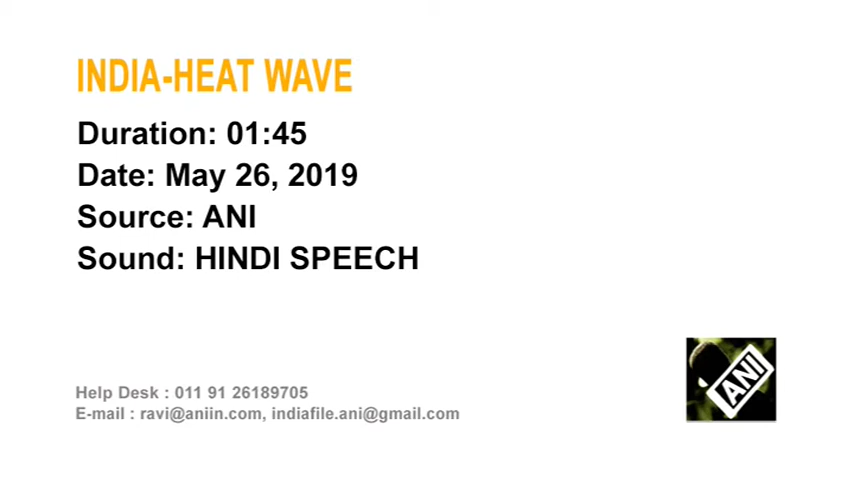 INDIA-HEAT WAVE
Duration: 01:45
Date: May 26, 2019
Source: ANI
Sound: HINDI SPEECH
Help Desk : 011 91 26189705
E-mail : ravi@aniin.com, indiafile.ani@gmail.com
ANI